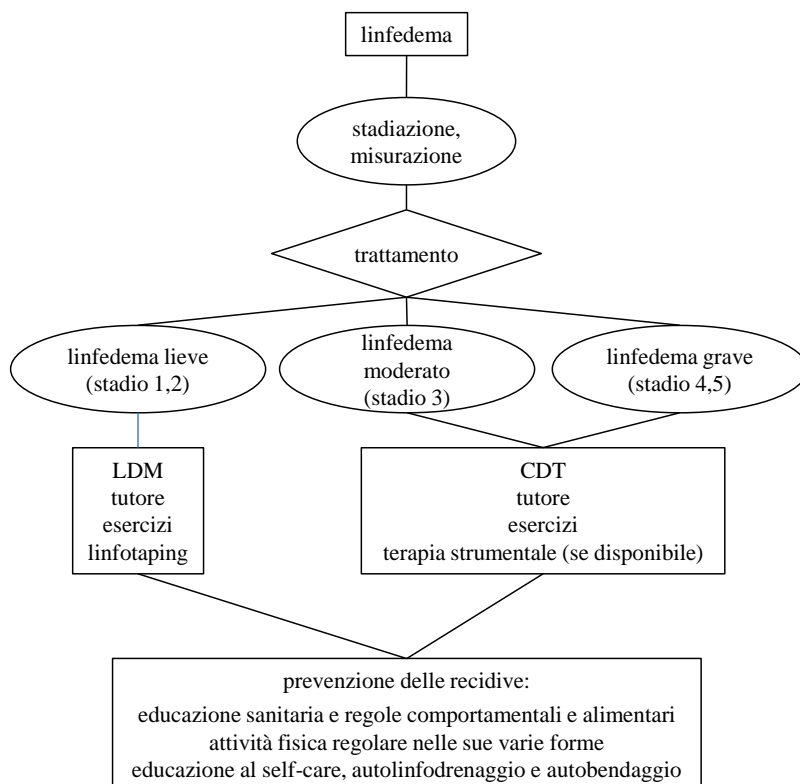 linfedema
stadiazione,
misurazione
trattamento
linfedema lieve
(stadio 1,2)
linfedema
moderato
(stadio 3)
linfedema grave
(stadio 4,5)
LDM
tutore
esercizi
linfotaping
CDT
tutore
esercizi
terapia strumentale (se disponibile)
prevenzione delle recidive:
educazione sanitaria e regole comportamentali e alimentari
attività fisica regolare nelle sue varie forme
educazione al self-care, autolinfodrenaggio e autobendaggio